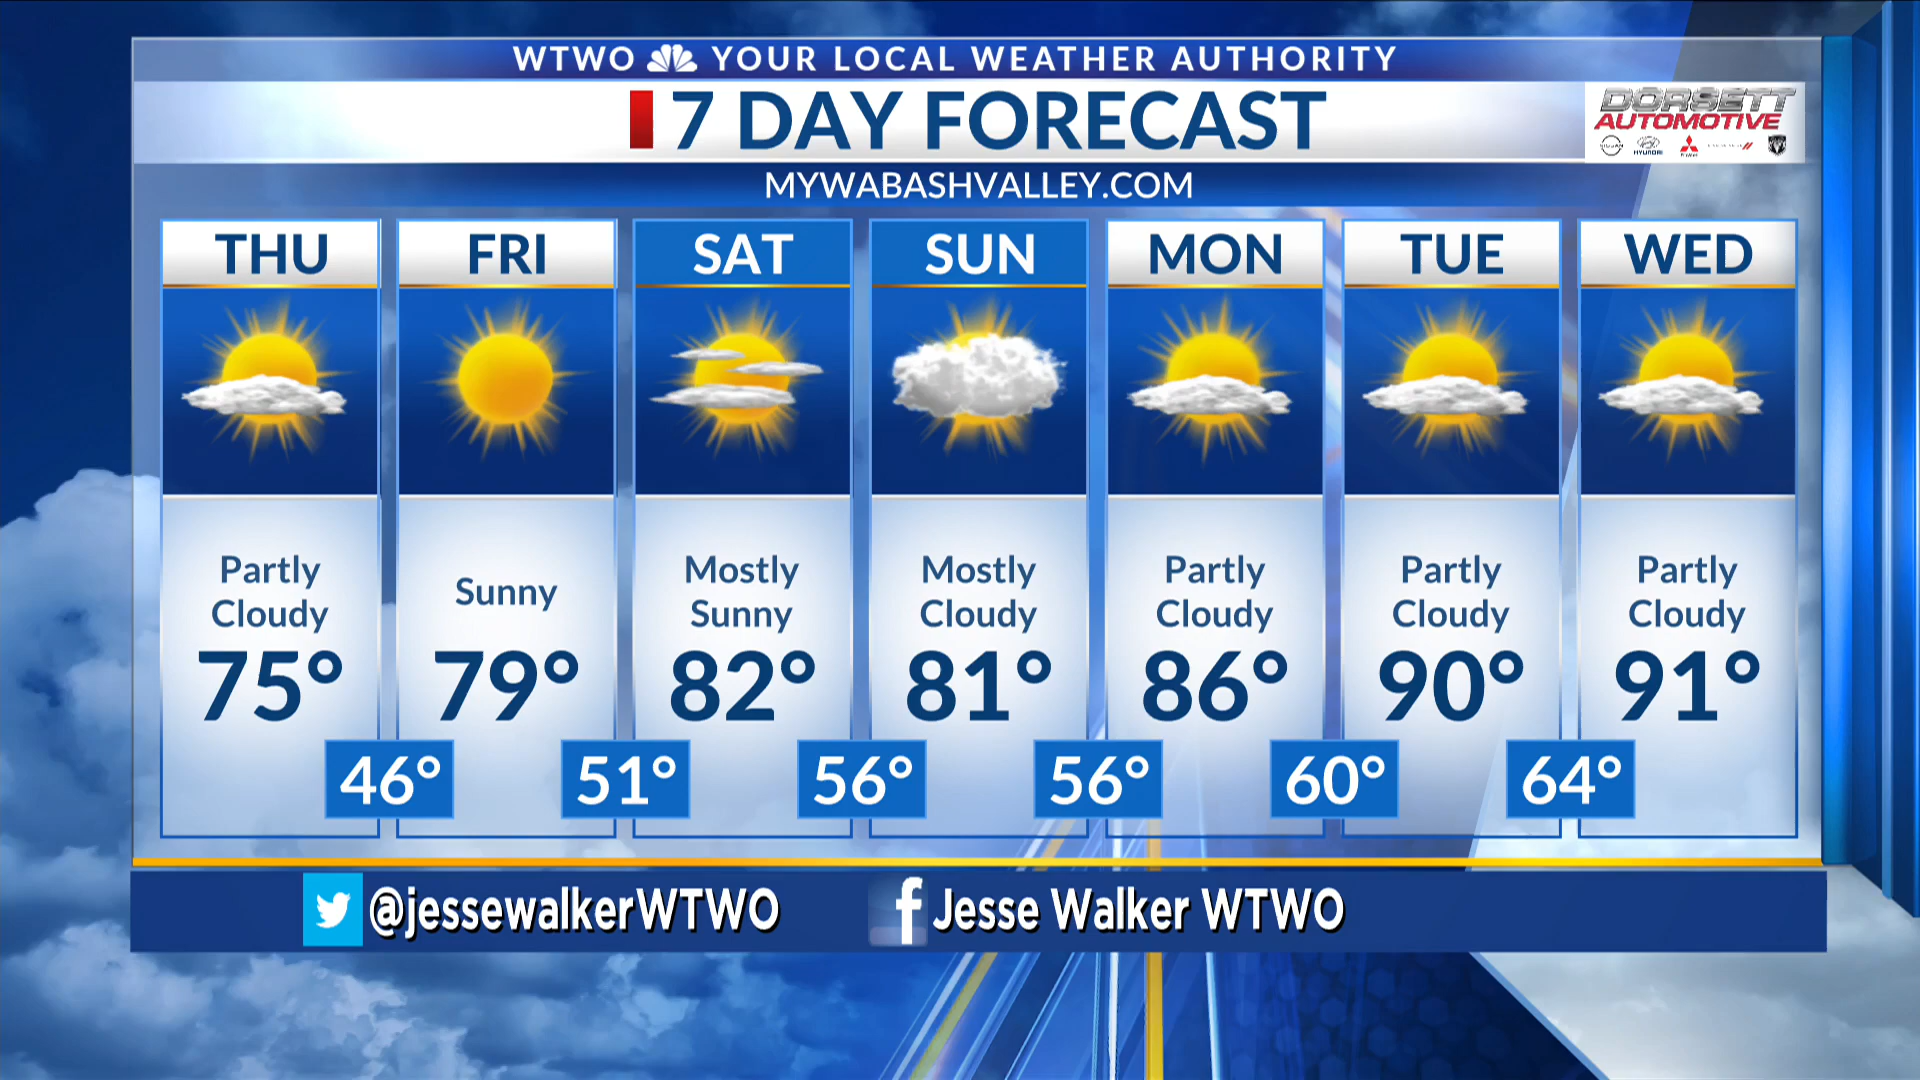 WTWO YOUR LOCAL WEATHER AUTHORITY
7 DAY FORECAST
DORSETT
AUTOMOTIVE
NISSAN
HYUNDAI
MYWABASHVALLEY.COM
THU
FRI
SAT
SUN
MON
TUE
WED
Partly
Cloudy
75°
Sunny
79°
Mostly
Sunny
82°
Mostly
Cloudy
81°
Partly
Cloudy
86°
Partly
Cloudy
90°
Partly
Cloudy
91°
46°
51°
56°
56°
60°
64°
@jessewalkerWTWO
Jesse Walker WTWO